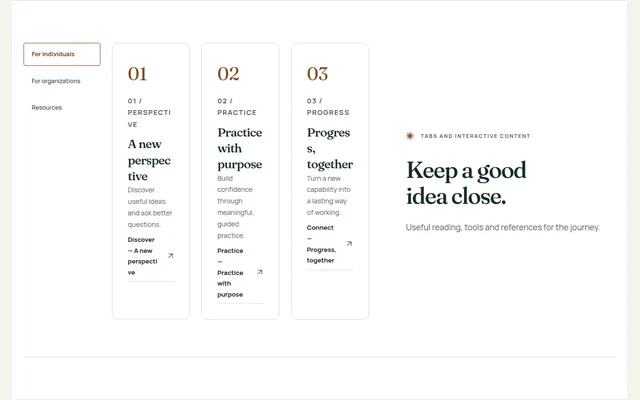 For individuals
For organizations
Resources
01
01 /
PERSPECTI
VE
A new
perspec
tive
Discover
useful ideas
and ask better
questions.
Discover
— A new
perspecti
ve
02
02 /
PRACTICE
Practice
with
purpose
Build
confidence
through
meaningful,
guided
practice.
Practice
—
Practice
with
purpose
03
03 /
PROGRESS
Progres
s,
together
Turn a new
capability into
a lasting way
of working.
Connect
—
Progress,
together
TABS AND INTERACTIVE CONTENT
Keep a good
idea close.
Useful reading, tools and references for the journey.